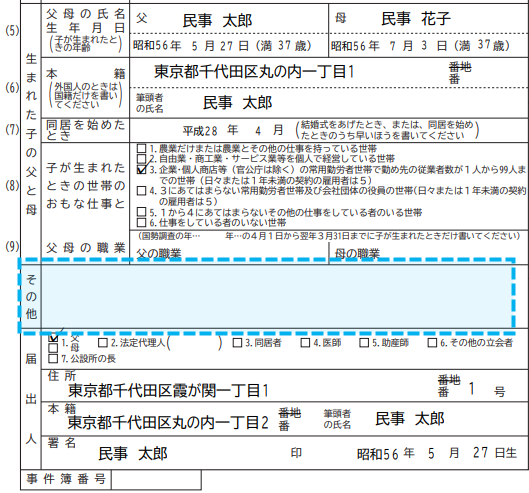 (5) 父母の氏名 生年月日 (子が生まれたときの年齢) 父 民事 太郎 母 民事 花子
昭和56年 5月27日(満 37歳) 昭和56年 7月 3日(満 37歳)
(6) 本籍 (外国人のときは国籍だけを書いてください) 東京都千代田区丸の内一丁目1 番地 番
筆頭者の氏名 民事 太郎
(7) 同居を始めたとき 平成28年 4月 (結婚式をあげたとき、または、同居を始めたときのうち早いほうを書いてください)
生まれた子の父と母
(8) 子が生まれたときの世帯のおもな仕事と
□1.農業だけまたは農業とその他の仕事を持っている世帯
□2.自由業・商工業・サービス業等を個人で経営している世帯
☑3.企業・個人商店等(官公庁は除く)の常用勤労者世帯で勤め先の従業者数が1人から99人までの世帯(日々または1年未満の契約の雇用者は5)
□4.3にあてはまらない常用勤労者世帯及び会社団体の役員の世帯(日々または1年未満の契約の雇用者は5)
□5.1から4にあてはまらないその他の仕事をしている者のいる世帯
□6.仕事をしている者のいない世帯
(9) 父母の職業 (国勢調査の年…　年…の4月1日から翌年3月31日までに子が生まれたときだけ書いてください)
父の職業 母の職業
その他
届出人
☑1.父
□ 母
□2.法定代理人( ) □3.同居者 □4.医師 □5.助産師 □6.その他の立会者
□7.公設所の長
住所 東京都千代田区霞が関一丁目1 番地 番 1 号
本籍 東京都千代田区丸の内一丁目2 番地 番 筆頭者の氏名 民事 太郎
署名 民事 太郎 印 昭和56年 5月 27日生
事件簿番号